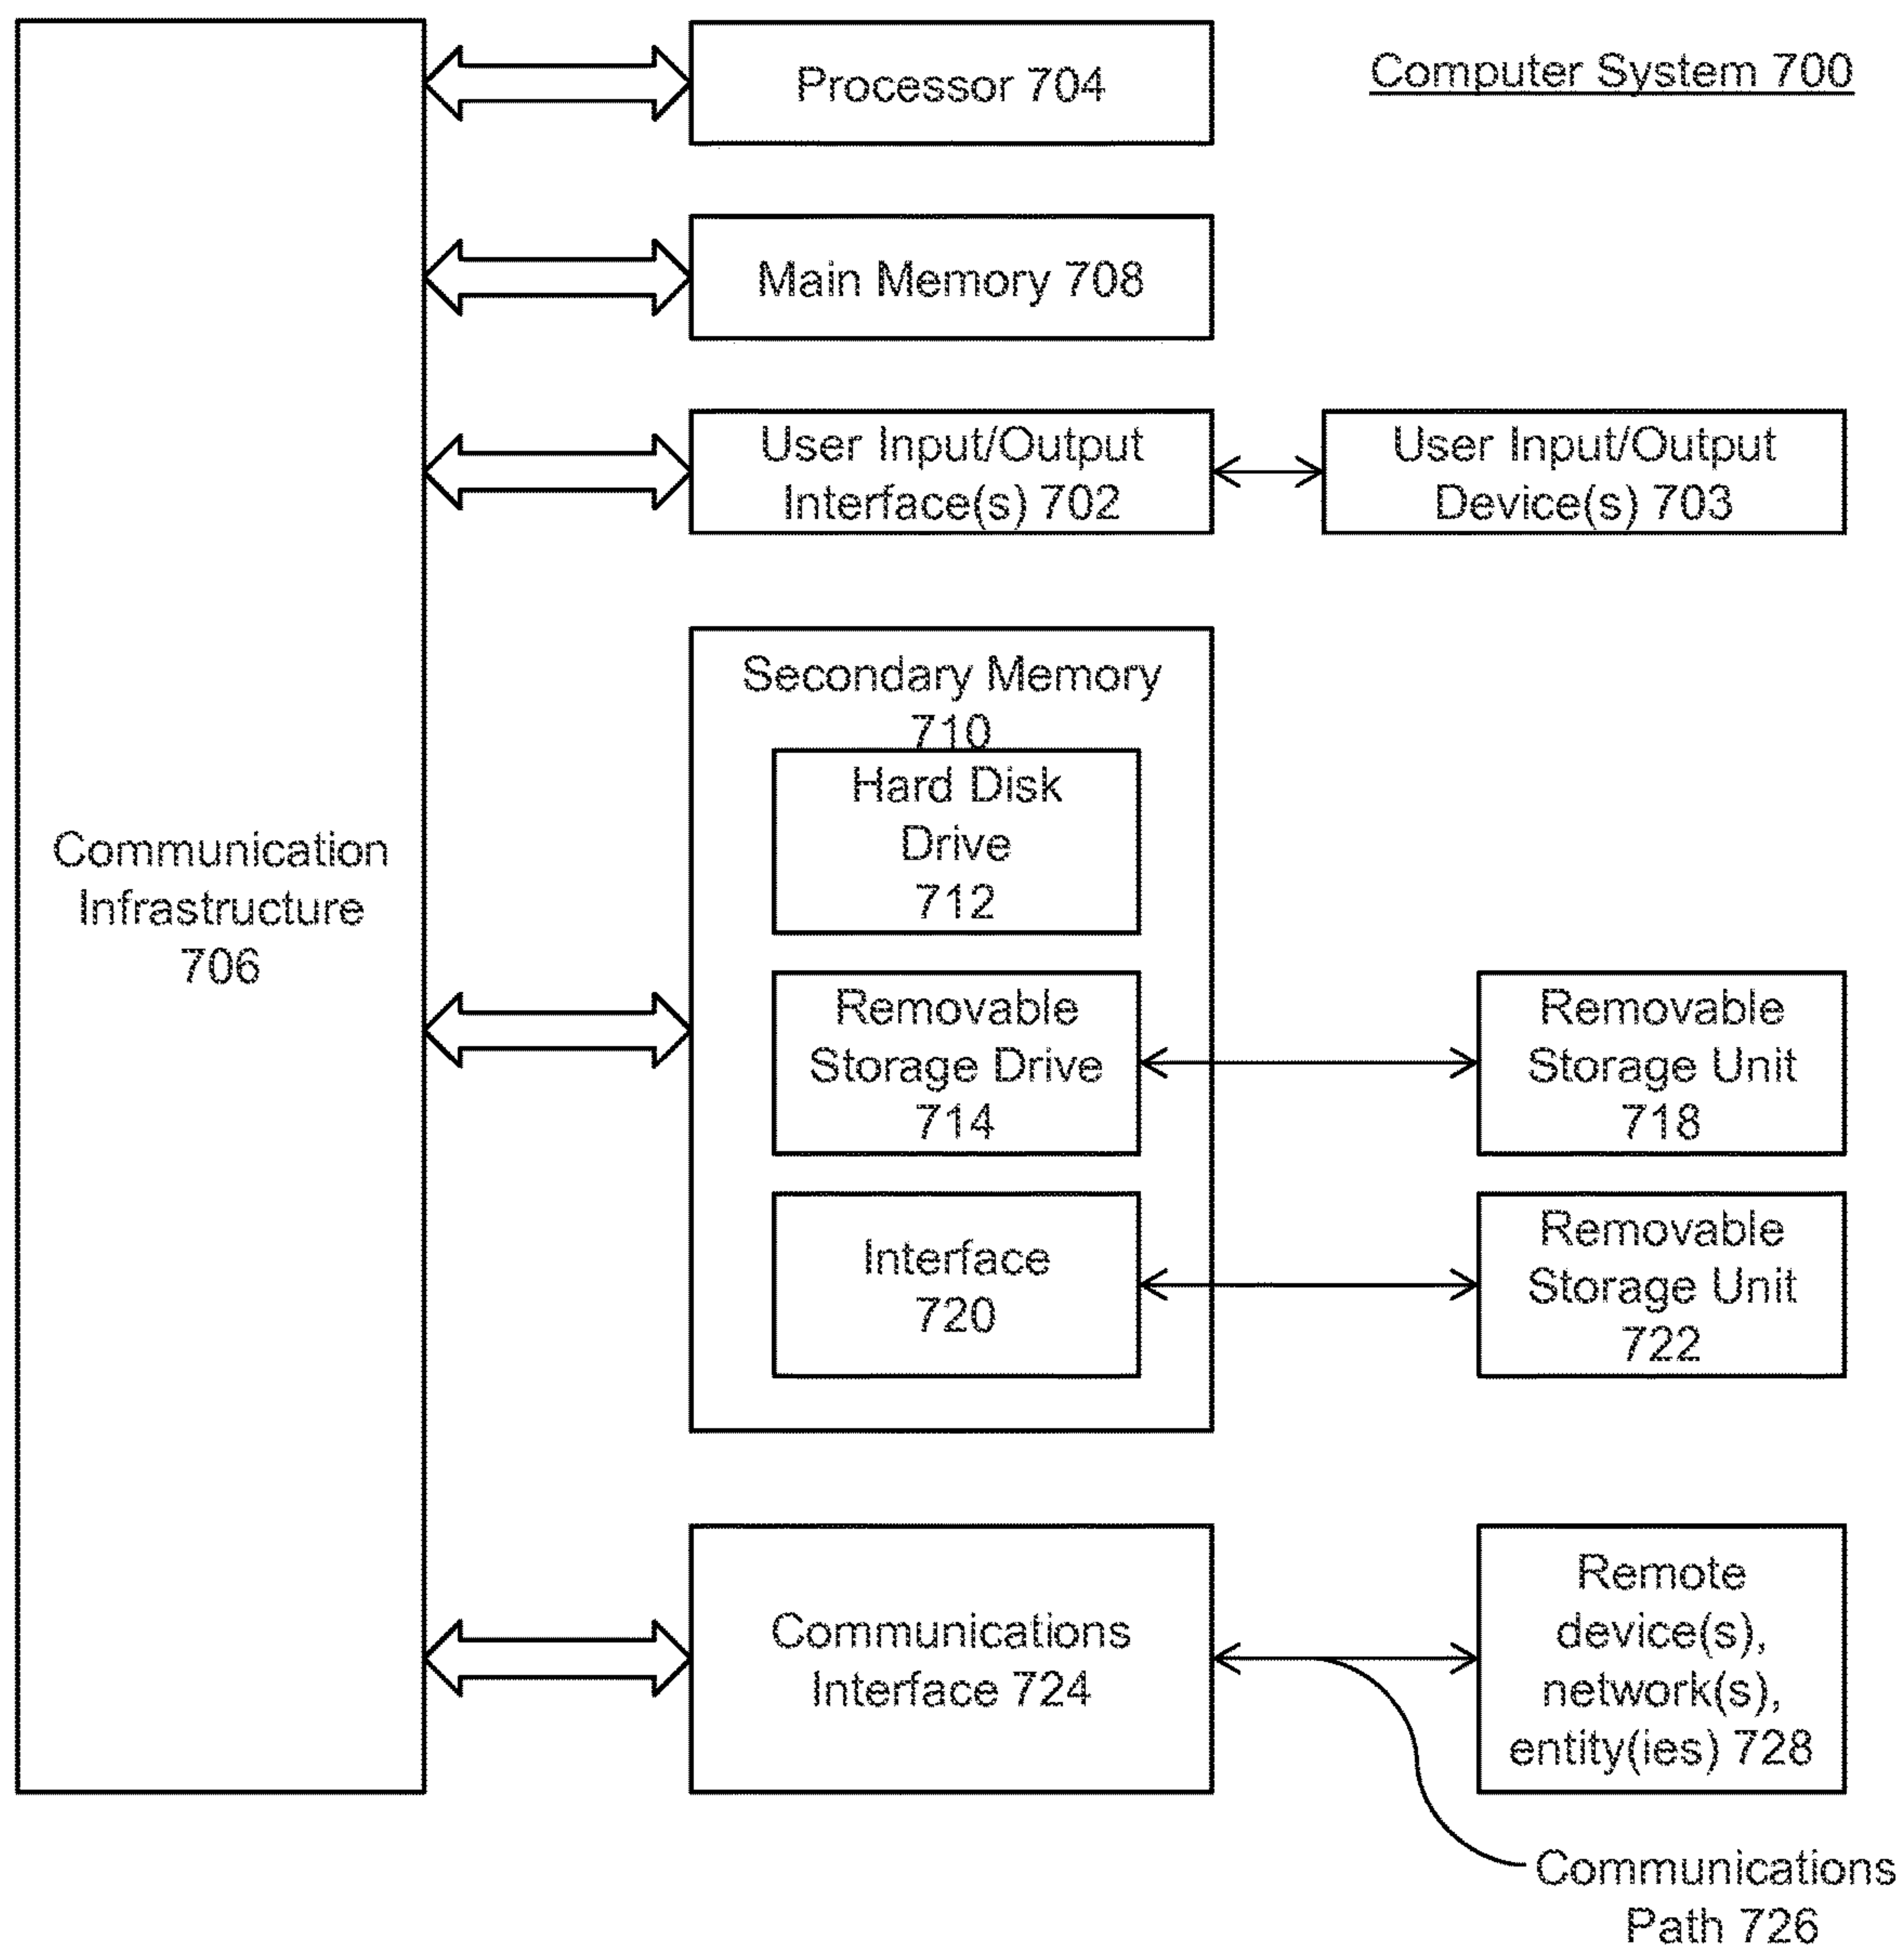 Processor 704
Computer System 700
Main Memory 708
User Input/Output
Interface(s) 702
User Input/Output
Device(s) 703
Secondary Memory
710
Hard Disk
Drive
712
Communication
Infrastructure
706
Removable
Storage Drive
714
Removable
Storage Unit
718
Interface
720
Removable
Storage Unit
722
Communications
Interface 724
Remote
device(s),
network(s),
entity(ies) 728
Communications
Path 726